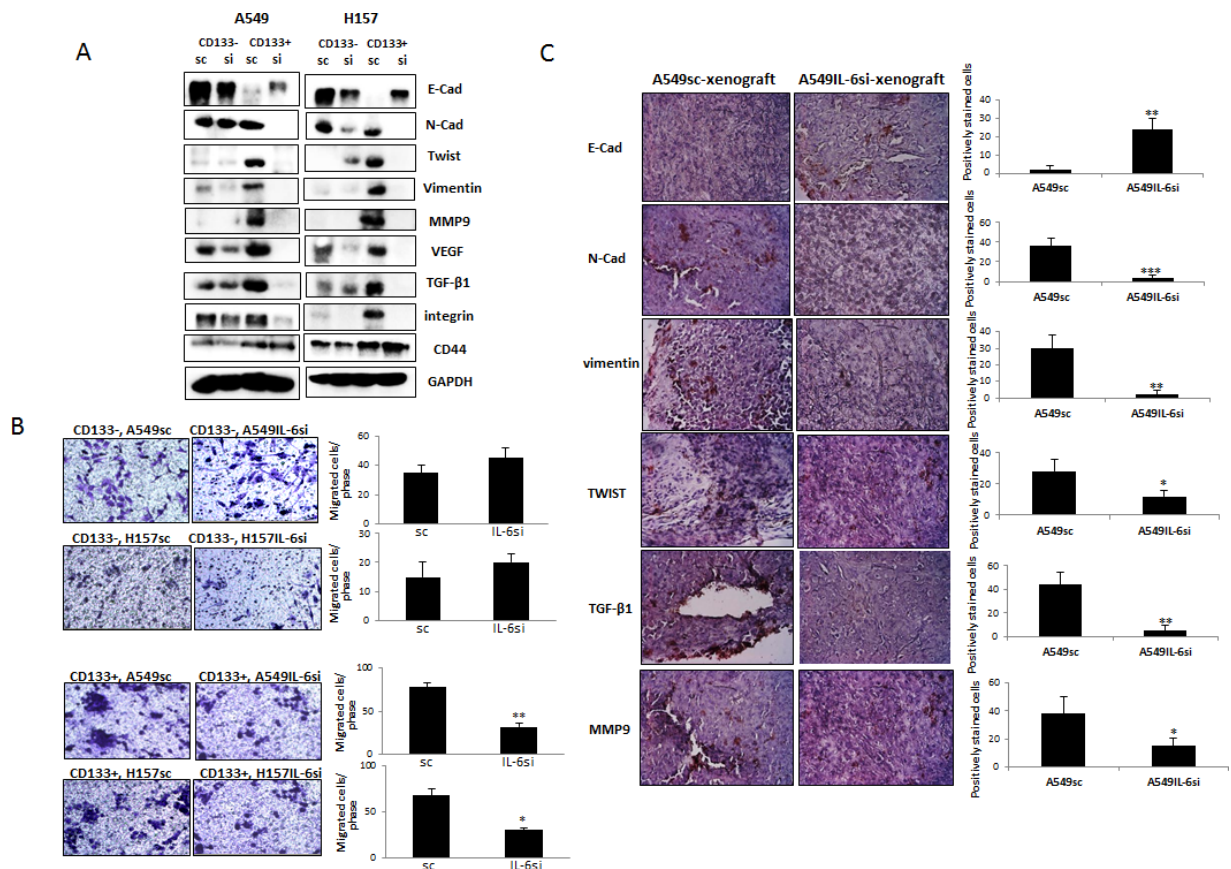 A
A549
H157
CD133- CD133+
sc si sc si
CD133- CD133+
sc si sc si
E-Cad
N-Cad
Twist
Vimentin
MMP9
VEGF
TGF-β1
integrin
CD44
GAPDH
B
CD133-, A549sc
CD133-, A549IL-6si
Migrated cells/
phase
60
40
20
0
sc
IL-6si
CD133-, H157sc
CD133-, H157IL-6si
Migrated cells/
phase
30
20
10
0
sc
IL-6si
CD133+, A549sc
CD133+, A549IL-6si
Migrated cells/
phase
100
50
0
**
sc
IL-6si
CD133+, H157sc
CD133+, H157IL-6si
Migrated cells/
phase
100
50
0
*
sc
IL-6si
C
A549sc-xenograft
A549IL-6si-xenograft
E-Cad
Positively stained cells
40
30
20
10
0
**
A549sc
A549IL-6si
N-Cad
Positively stained cells
60
40
20
0
***
A549sc
A549IL-6si
vimentin
Positively stained cells
40
30
20
10
0
**
A549sc
A549IL-6si
TWIST
Positively stained cells
40
30
20
10
0
*
A549sc
A549IL-6si
TGF-β1
Positively stained cells
60
40
20
0
**
A549sc
A549IL-6si
MMP9
Positively stained cells
60
40
20
0
*
A549sc
A549IL-6si